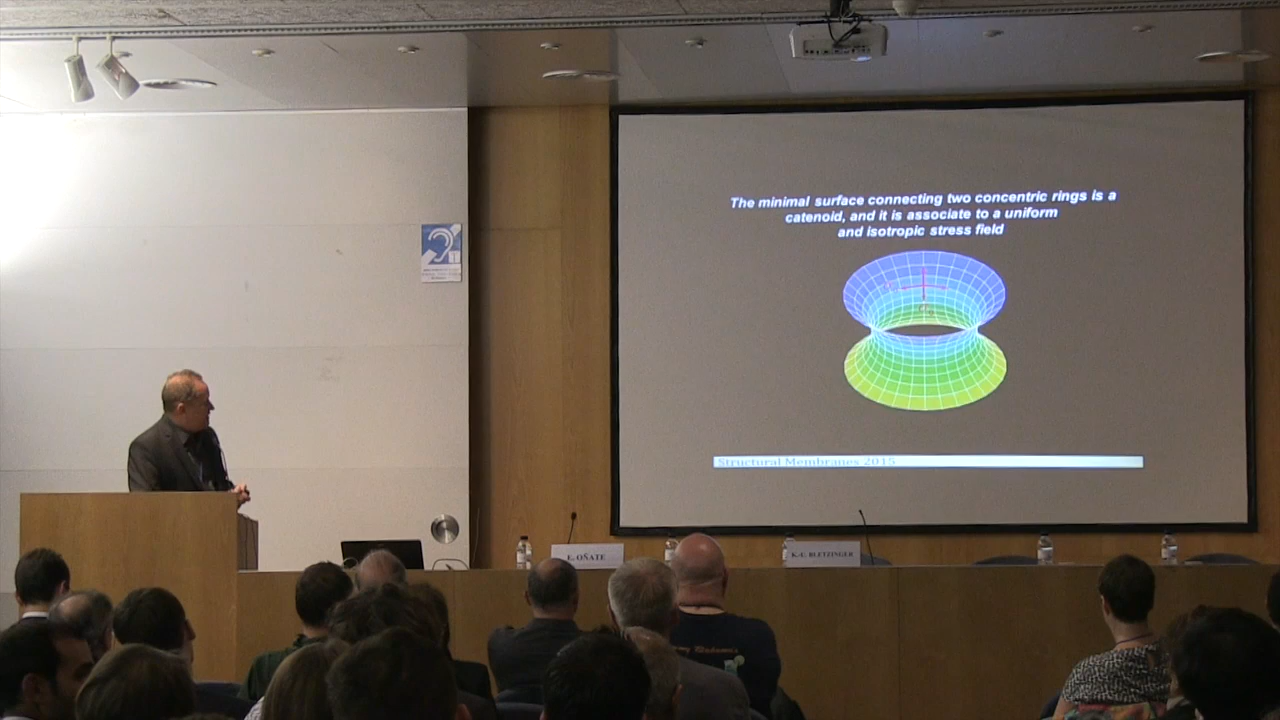 The minimal surface connecting two concentric rings is a
catenoid, and it is associate to a uniform
and isotropic stress field
Structural Membranes 2015
E. OÑATE
K.-U. BLETZINGER